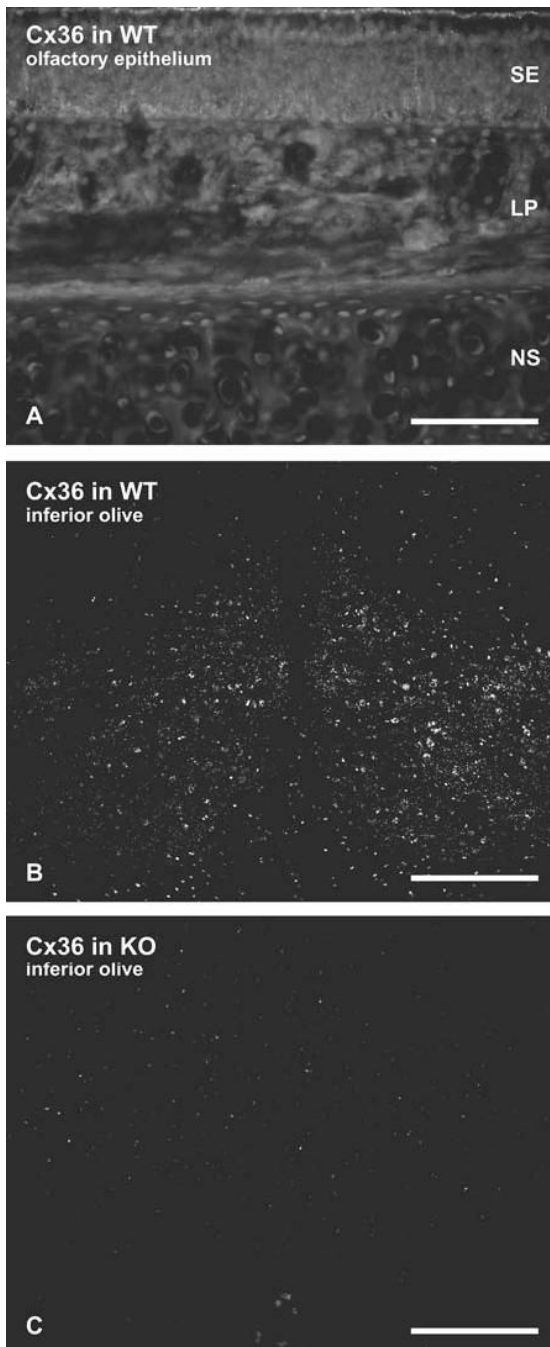 Cx36 in WT
olfactory epithelium
SE
LP
NS
A
Cx36 in WT
inferior olive
B
Cx36 in KO
inferior olive
C